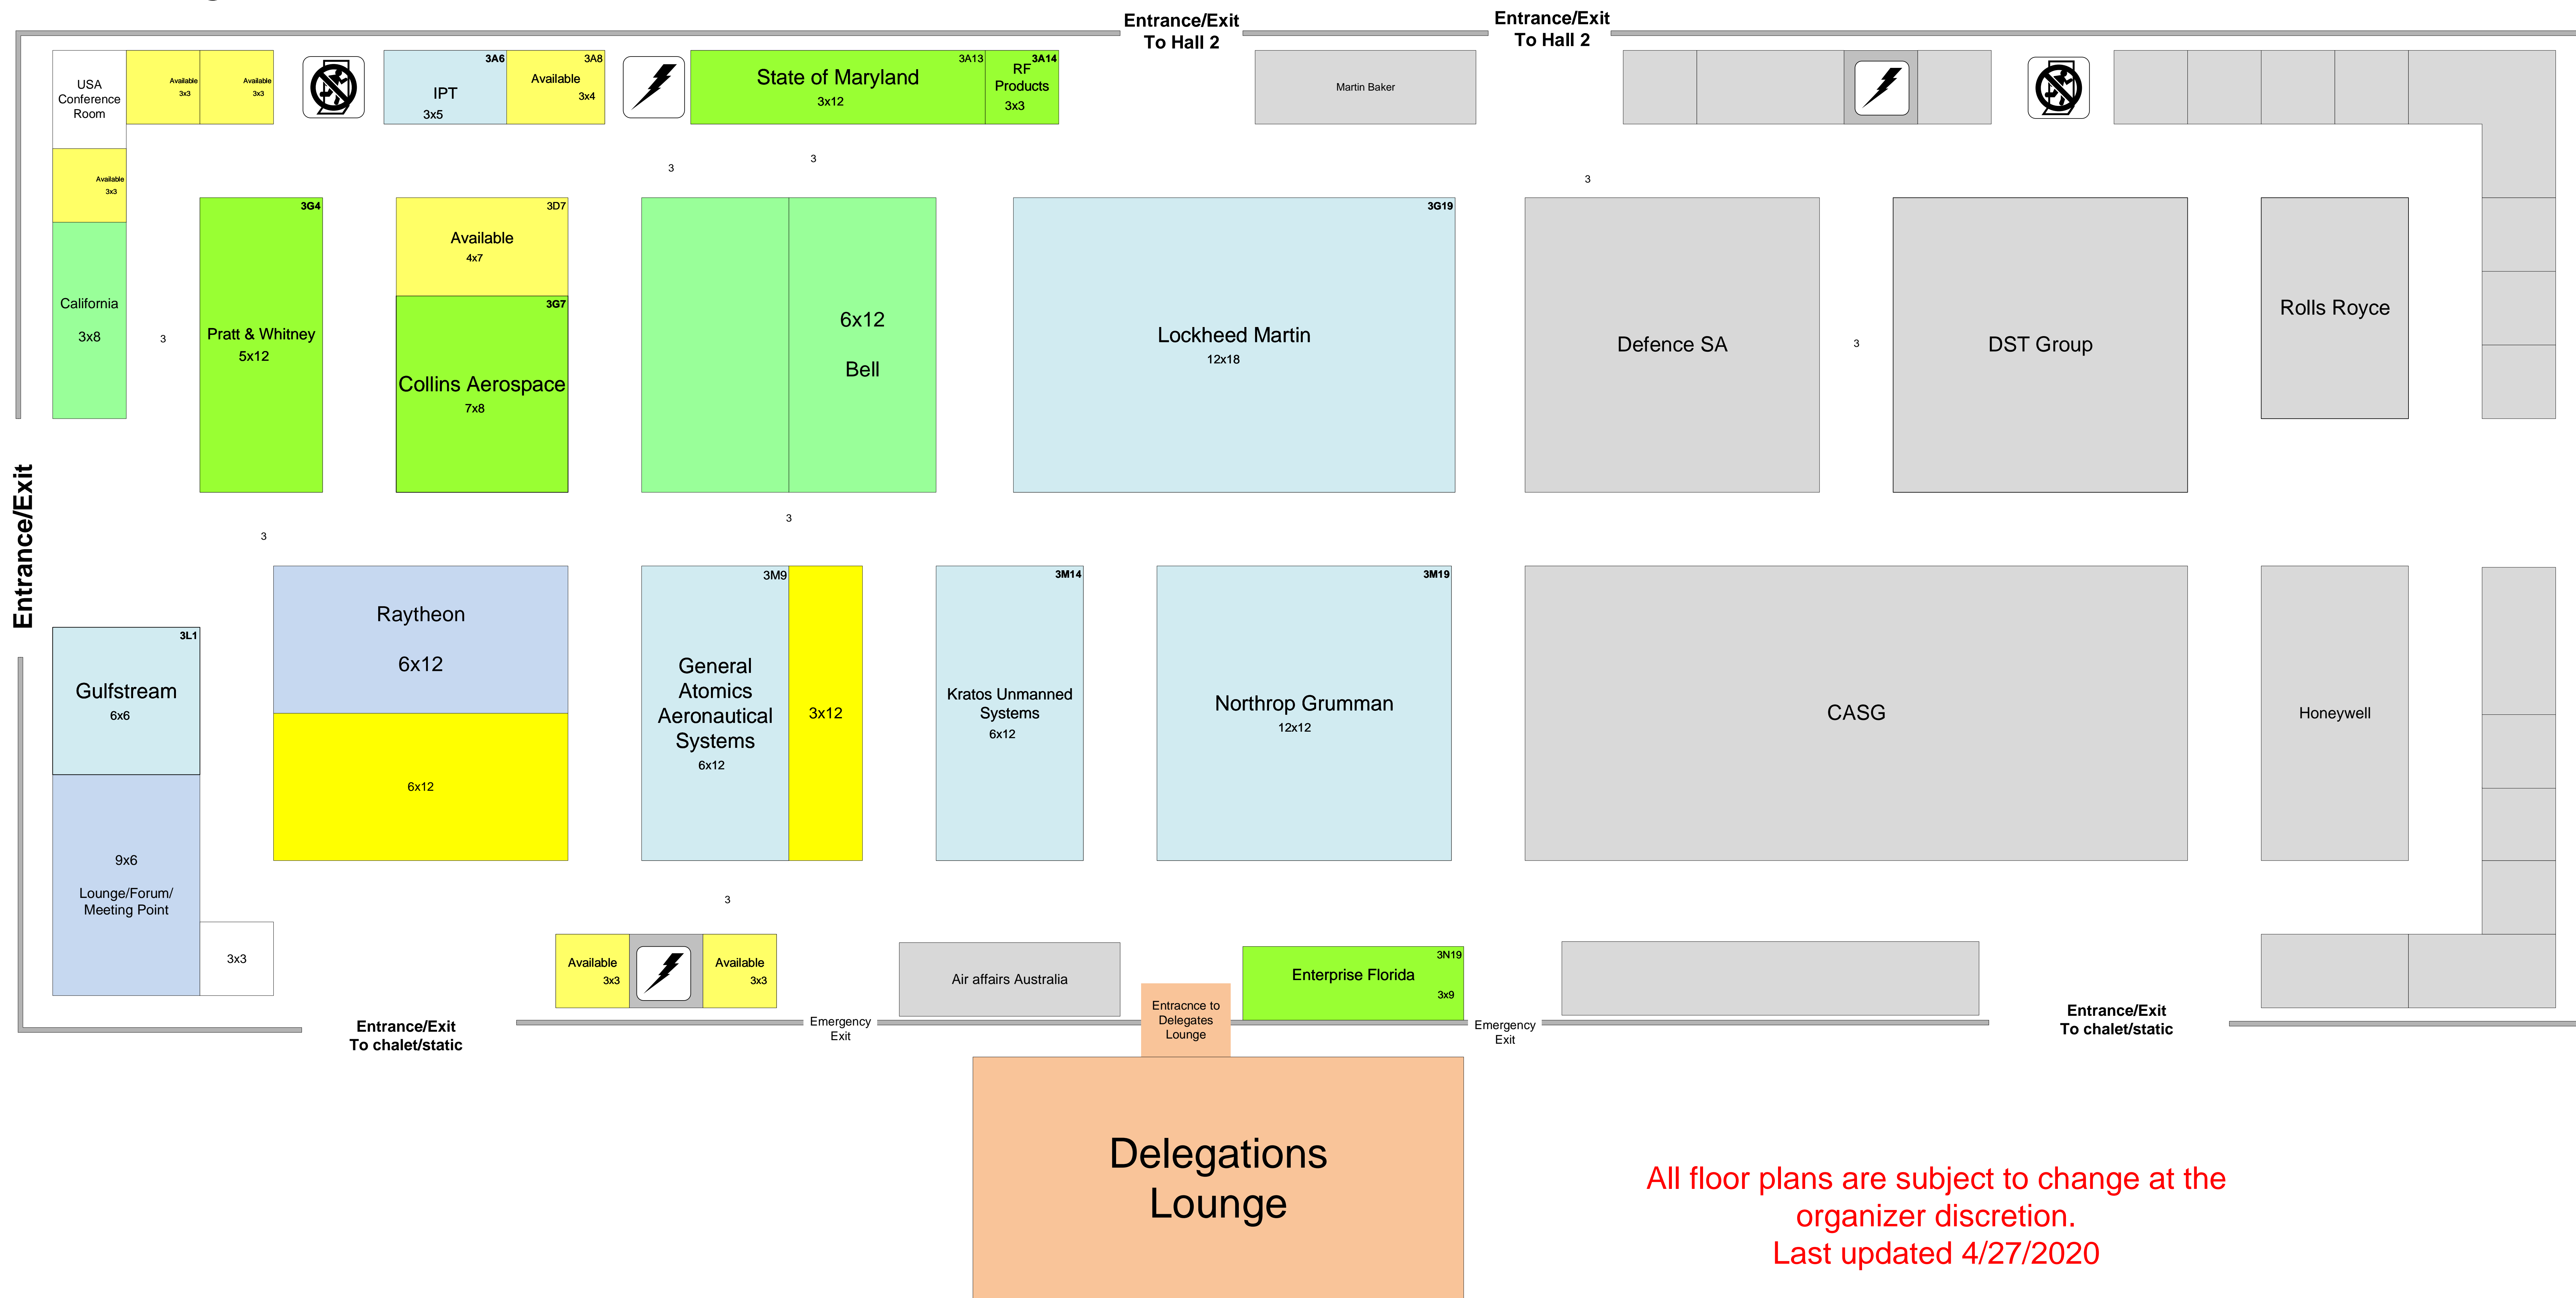 Entrance/Exit
To Hall 2
Entrance/Exit
To Hall 2
USA
Conference
Room
Available
3x3
Available
3x3
3A6
IPT
3x5
3A8
Available
3x4
3A13
State of Maryland
3x12
3A14
RF
Products
3x3
Martin Baker
3
3
3
Available
3x3
California
3x8
3
3G4
Pratt & Whitney
5x12
3D7
Available
4x7
3G7
Collins Aerospace
7x8
6x12
Bell
3G19
Lockheed Martin
12x18
Defence SA
3
DST Group
Rolls Royce
Entrance/Exit
3
3
3L1
Gulfstream
6x6
Raytheon
6x12
6x12
3M9
General
Atomics
Aeronautical
Systems
6x12
3x12
3M14
Kratos Unmanned
Systems
6x12
3M19
Northrop Grumman
12x12
CASG
Honeywell
9x6
Lounge/Forum/
Meeting Point
3x3
3
Available
3x3
Available
3x3
Air affairs Australia
3N19
Enterprise Florida
3x9
Entracnce to
Delegates
Lounge
Entrance/Exit
To chalet/static
Emergency
Exit
Emergency
Exit
Entrance/Exit
To chalet/static
Delegations
Lounge
All floor plans are subject to change at the
organizer discretion.
Last updated 4/27/2020